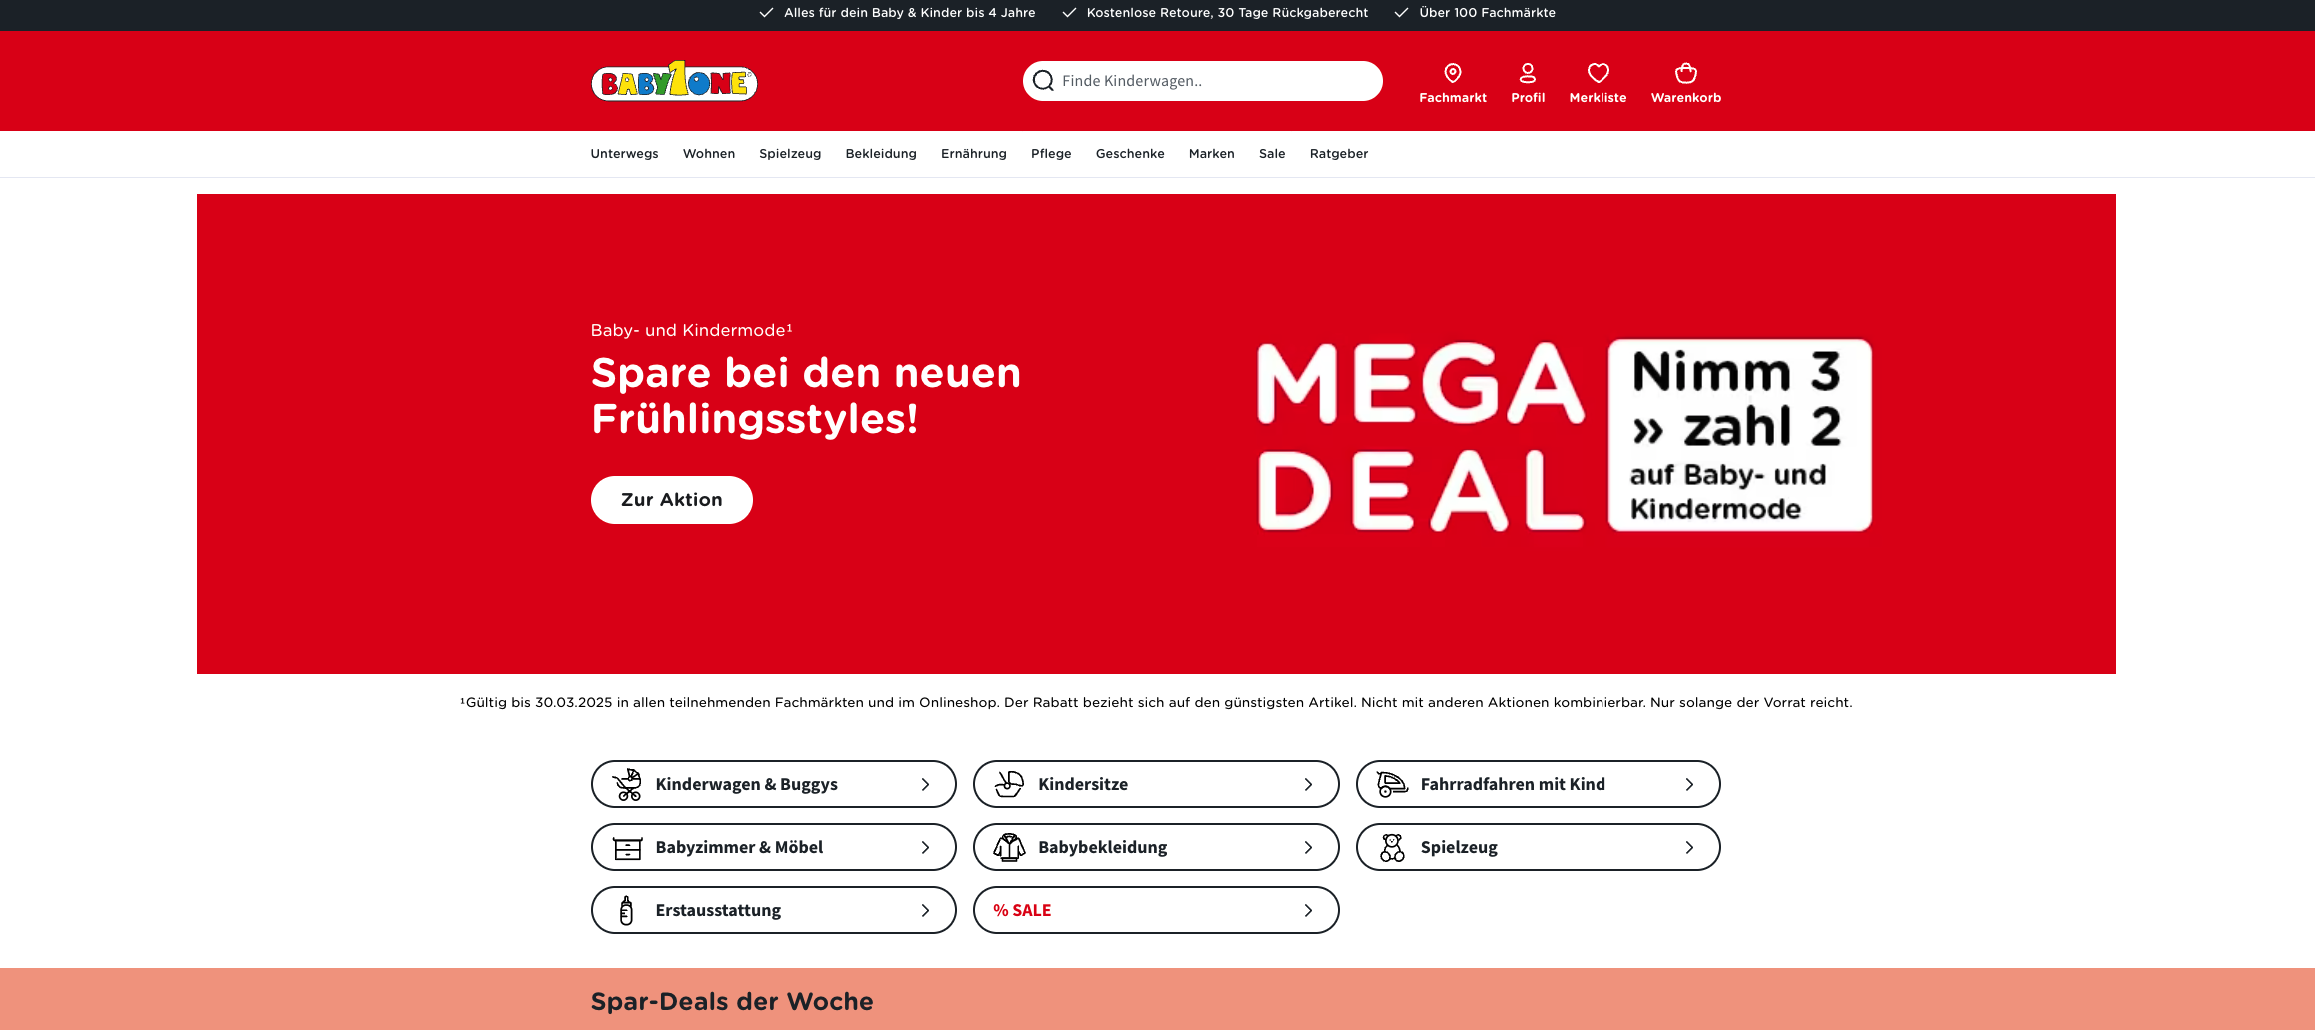 Alles für dein Baby & Kinder bis 4 Jahre
Kostenlose Retoure, 30 Tage Rückgaberecht
Über 100 Fachmärkte
BABY1ONE
Finde Kinderwagen..
Fachmarkt
Profil
Merkliste
Warenkorb
Unterwegs
Wohnen
Spielzeug
Bekleidung
Ernährung
Pflege
Geschenke
Marken
Sale
Ratgeber
Baby- und Kindermode¹
Spare bei den neuen
Frühlingsstyles!
Zur Aktion
MEGA
DEAL
Nimm 3
» zahl 2
auf Baby- und
Kindermode
¹Gültig bis 30.03.2025 in allen teilnehmenden Fachmärkten und im Onlineshop. Der Rabatt bezieht sich auf den günstigsten Artikel. Nicht mit anderen Aktionen kombinierbar. Nur solange der Vorrat reicht.
Kinderwagen & Buggys
Kindersitze
Fahrradfahren mit Kind
Babyzimmer & Möbel
Babybekleidung
Spielzeug
Erstausstattung
% SALE
Spar-Deals der Woche